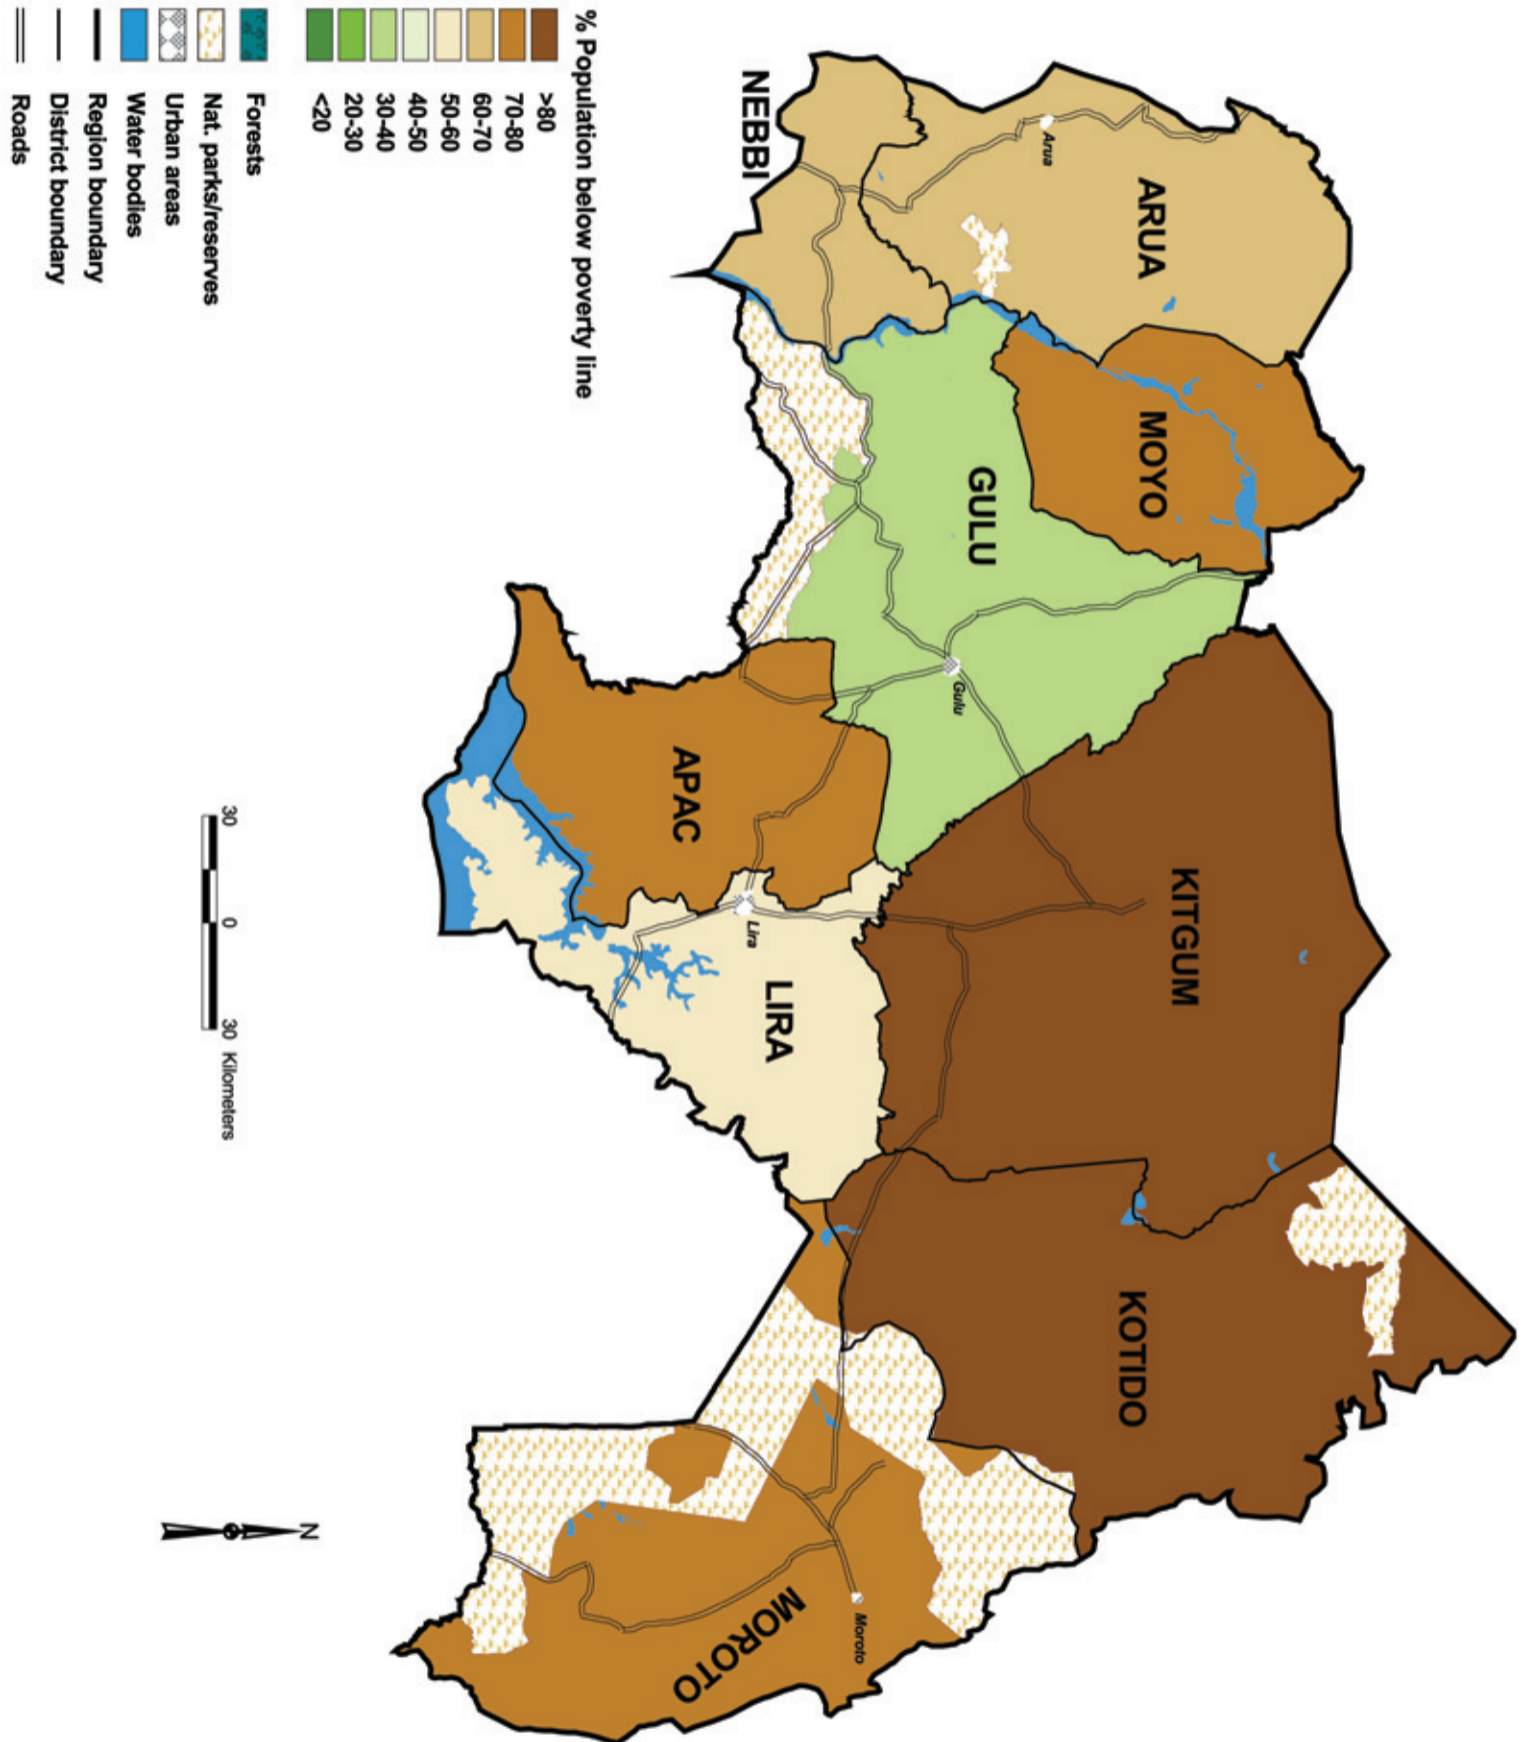 ARUA
Arua
NEBBI
MOYO
GULU
Gulu
KITGUM
APAC
LIRA
Lira
KOTIDO
MOROTO
Moroto
% Population below poverty line
>80
70-80
60-70
50-60
40-50
30-40
20-30
<20
Forests
Nat. parks/reserves
Urban areas
Water bodies
Region boundary
District boundary
Roads
30 0 30 Kilometers
N